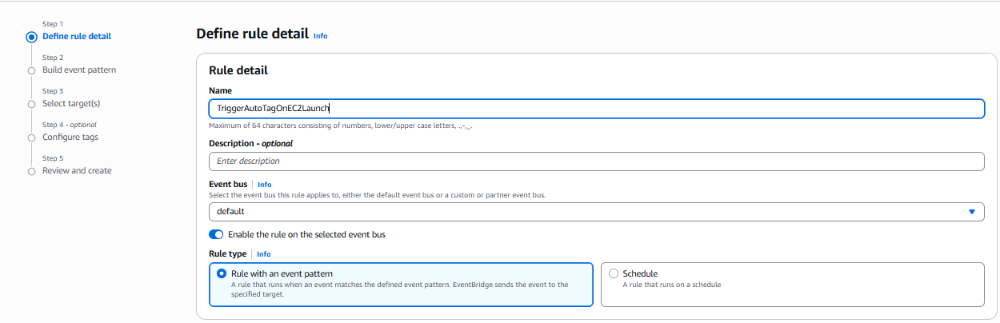 Step 1
Define rule detail
Step 2
Build event pattern
Step 3
Select target(s)
Step 4 - optional
Configure tags
Step 5
Review and create
Define rule detail Info
Rule detail
Name
TriggerAutoTagOnEC2Launch
Maximum of 64 characters consisting of numbers, lower/upper case letters, .,-,_.
Description - optional
Enter description
Event bus Info
Select the event bus this rule applies to, either the default event bus or a custom or partner event bus.
default
Enable the rule on the selected event bus
Rule type Info
Rule with an event pattern
A rule that runs when an event matches the defined event pattern. EventBridge sends the event to the
specified target.
Schedule
A rule that runs on a schedule